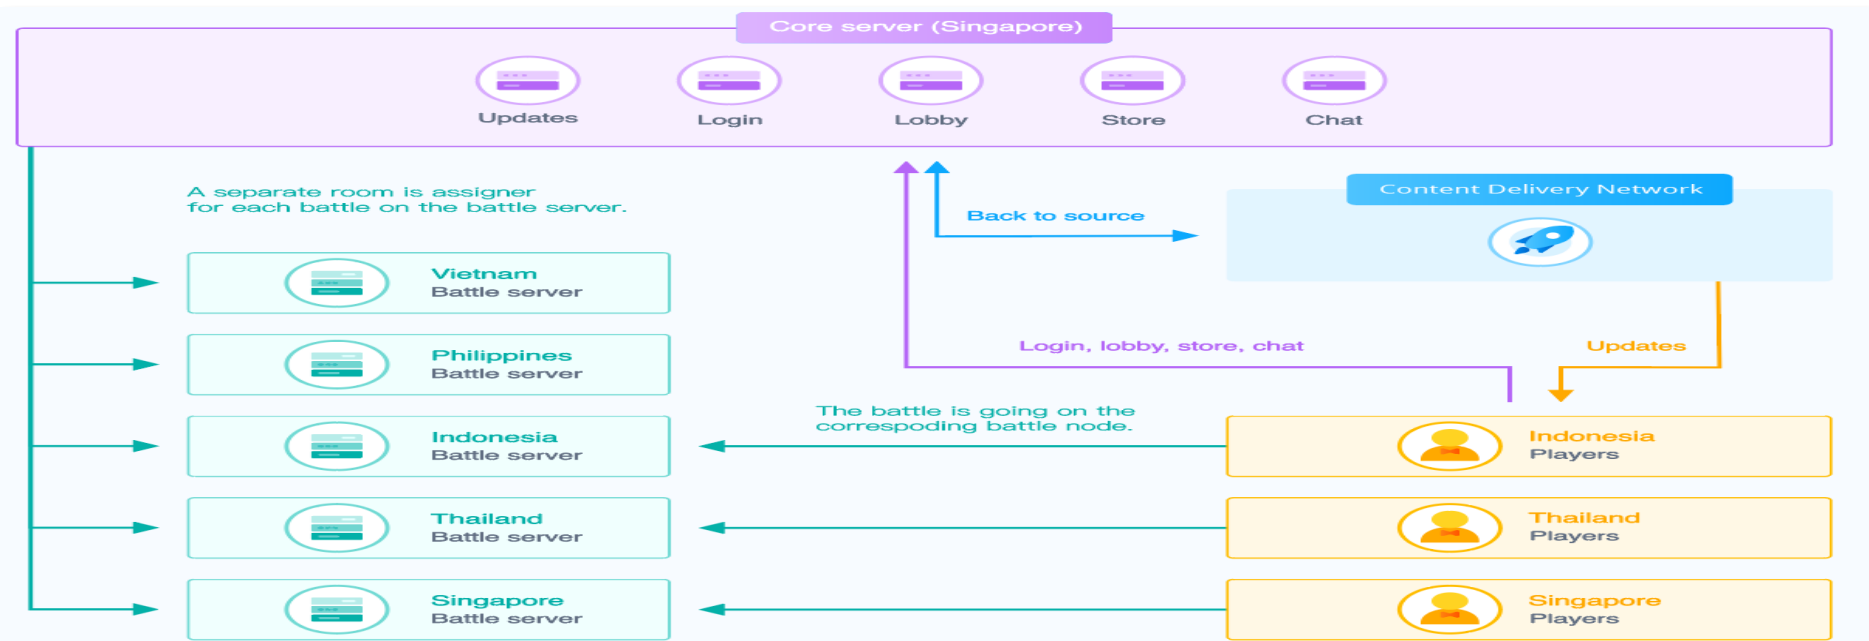 Core server (Singapore)
Updates
Login
Lobby
Store
Chat
A separate room is assigner
for each battle on the battle server.
Back to source
Content Delivery Network
Vietnam
Battle server
Philippines
Battle server
Login, lobby, store, chat
Updates
The battle is going on the
correspoding battle node.
Indonesia
Battle server
Indonesia
Players
Thailand
Battle server
Thailand
Players
Singapore
Battle server
Singapore
Players